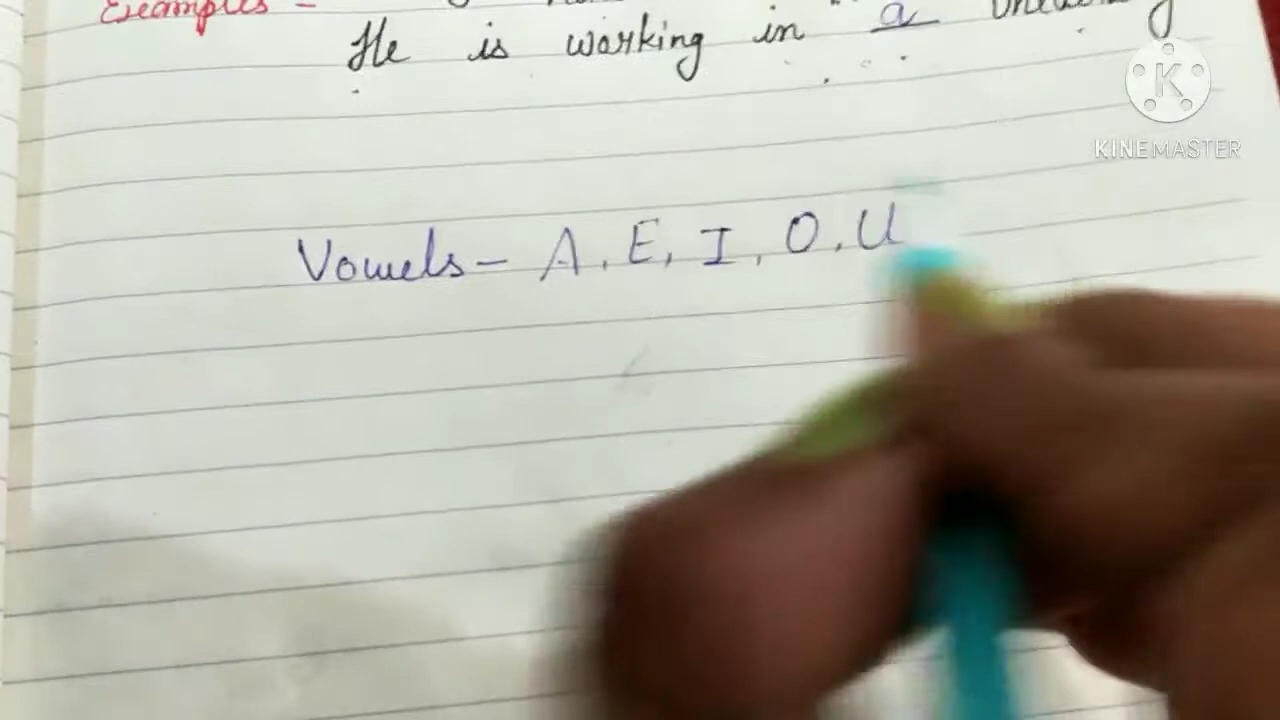 Examples -
He is working in a
KINEMASTER
Vowels - A, E, I, O, U